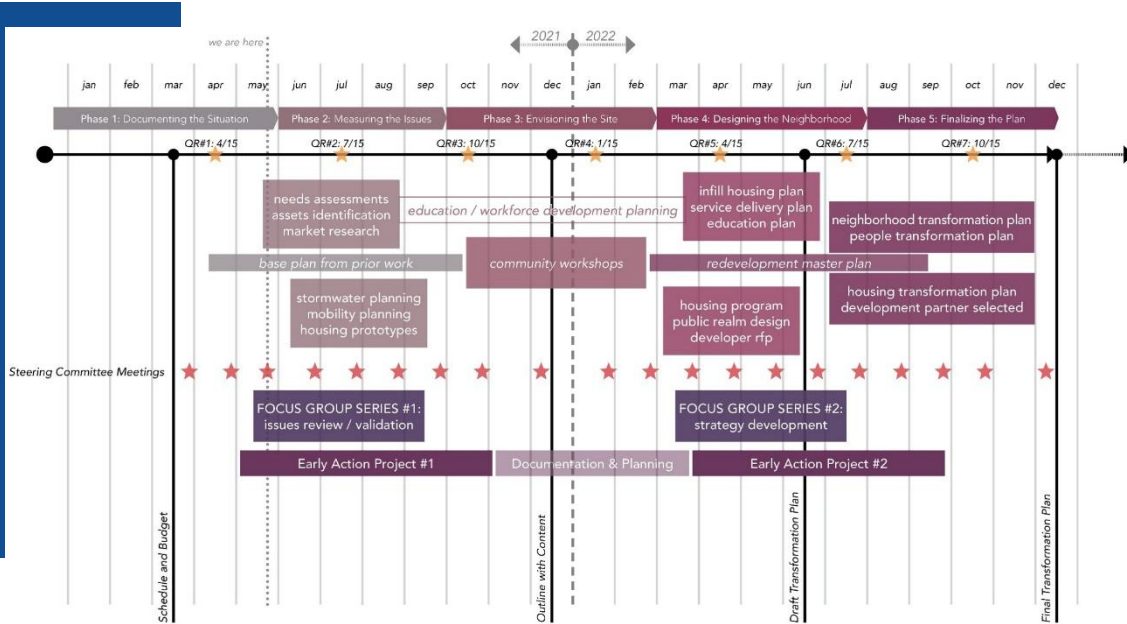 we are here
2021 2022
jan feb mar apr may jun jul aug sep oct nov dec jan feb mar apr may jun jul aug sep oct nov dec
Phase 1: Documenting the Situation
Phase 2: Measuring the Issues
Phase 3: Envisioning the Site
Phase 4: Designing the Neighborhood
Phase 5: Finalizing the Plan
QR#1: 4/15
QR#2: 7/15
QR#3: 10/15
QR#4: 1/15
QR#5: 4/15
QR#6: 7/15
QR#7: 10/15
needs assessments
assets identification
market research
education / workforce development planning
infill housing plan
service delivery plan
education plan
neighborhood transformation plan
people transformation plan
base plan from prior work
community workshops
redevelopment master plan
stormwater planning
mobility planning
housing prototypes
housing program
public realm design
developer rfp
housing transformation plan
development partner selected
Steering Committee Meetings
FOCUS GROUP SERIES #1:
issues review / validation
FOCUS GROUP SERIES #2:
strategy development
Early Action Project #1
Documentation & Planning
Early Action Project #2
Schedule and Budget
Outline with Content
Draft Transformation Plan
Final Transformation Plan